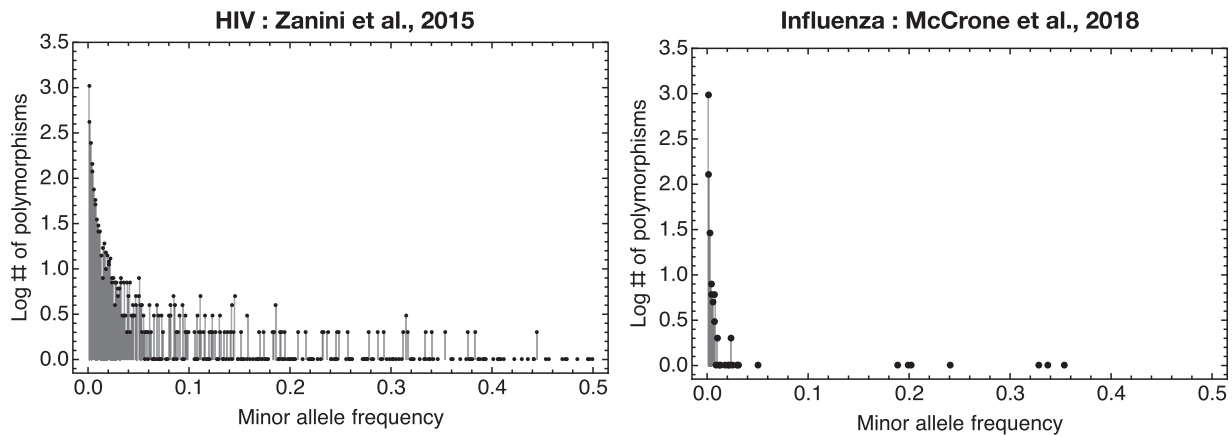 HIV : Zanini et al., 2015
3.5
3.0
2.5
2.0
1.5
1.0
0.5
0.0
Log # of polymorphisms
0.0 0.1 0.2 0.3 0.4 0.5
Minor allele frequency
Influenza : McCrone et al., 2018
3.5
3.0
2.5
2.0
1.5
1.0
0.5
0.0
Log # of polymorphisms
0.0 0.1 0.2 0.3 0.4 0.5
Minor allele frequency